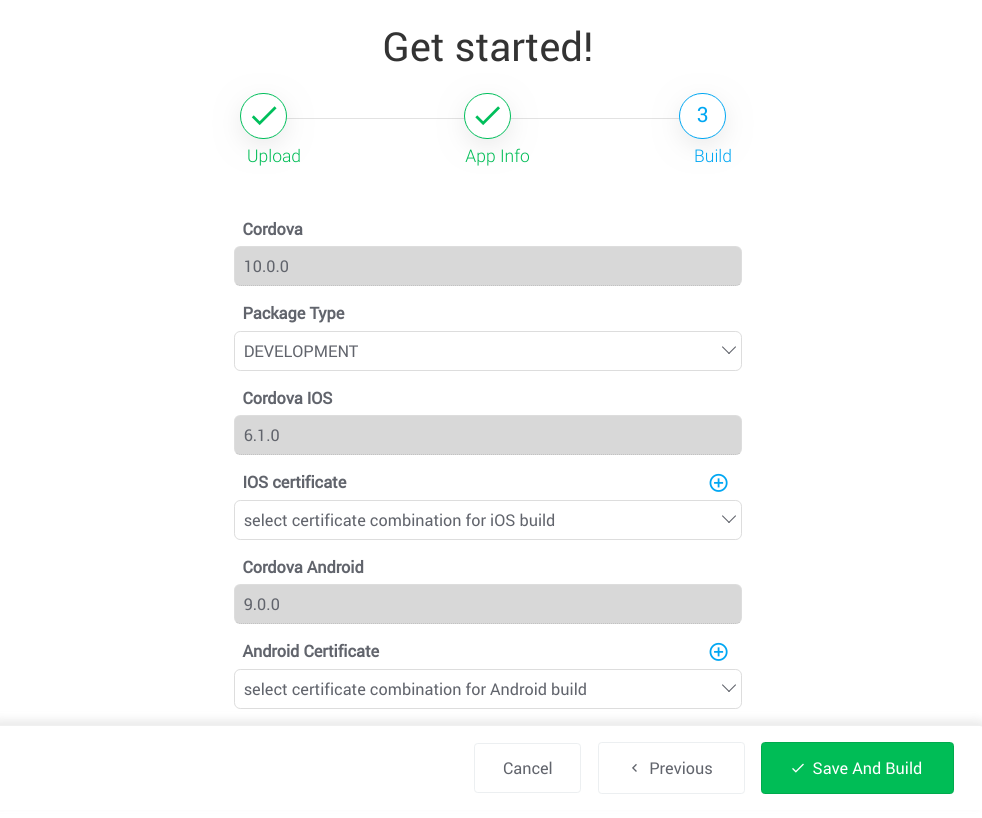 Get started!
3
Upload
App Info
Build
Cordova
10.0.0
Package Type
DEVELOPMENT
Cordova IOS
6.1.0
IOS certificate
select certificate combination for iOS build
Cordova Android
9.0.0
Android Certificate
select certificate combination for Android build
Cancel
Previous
Save And Build